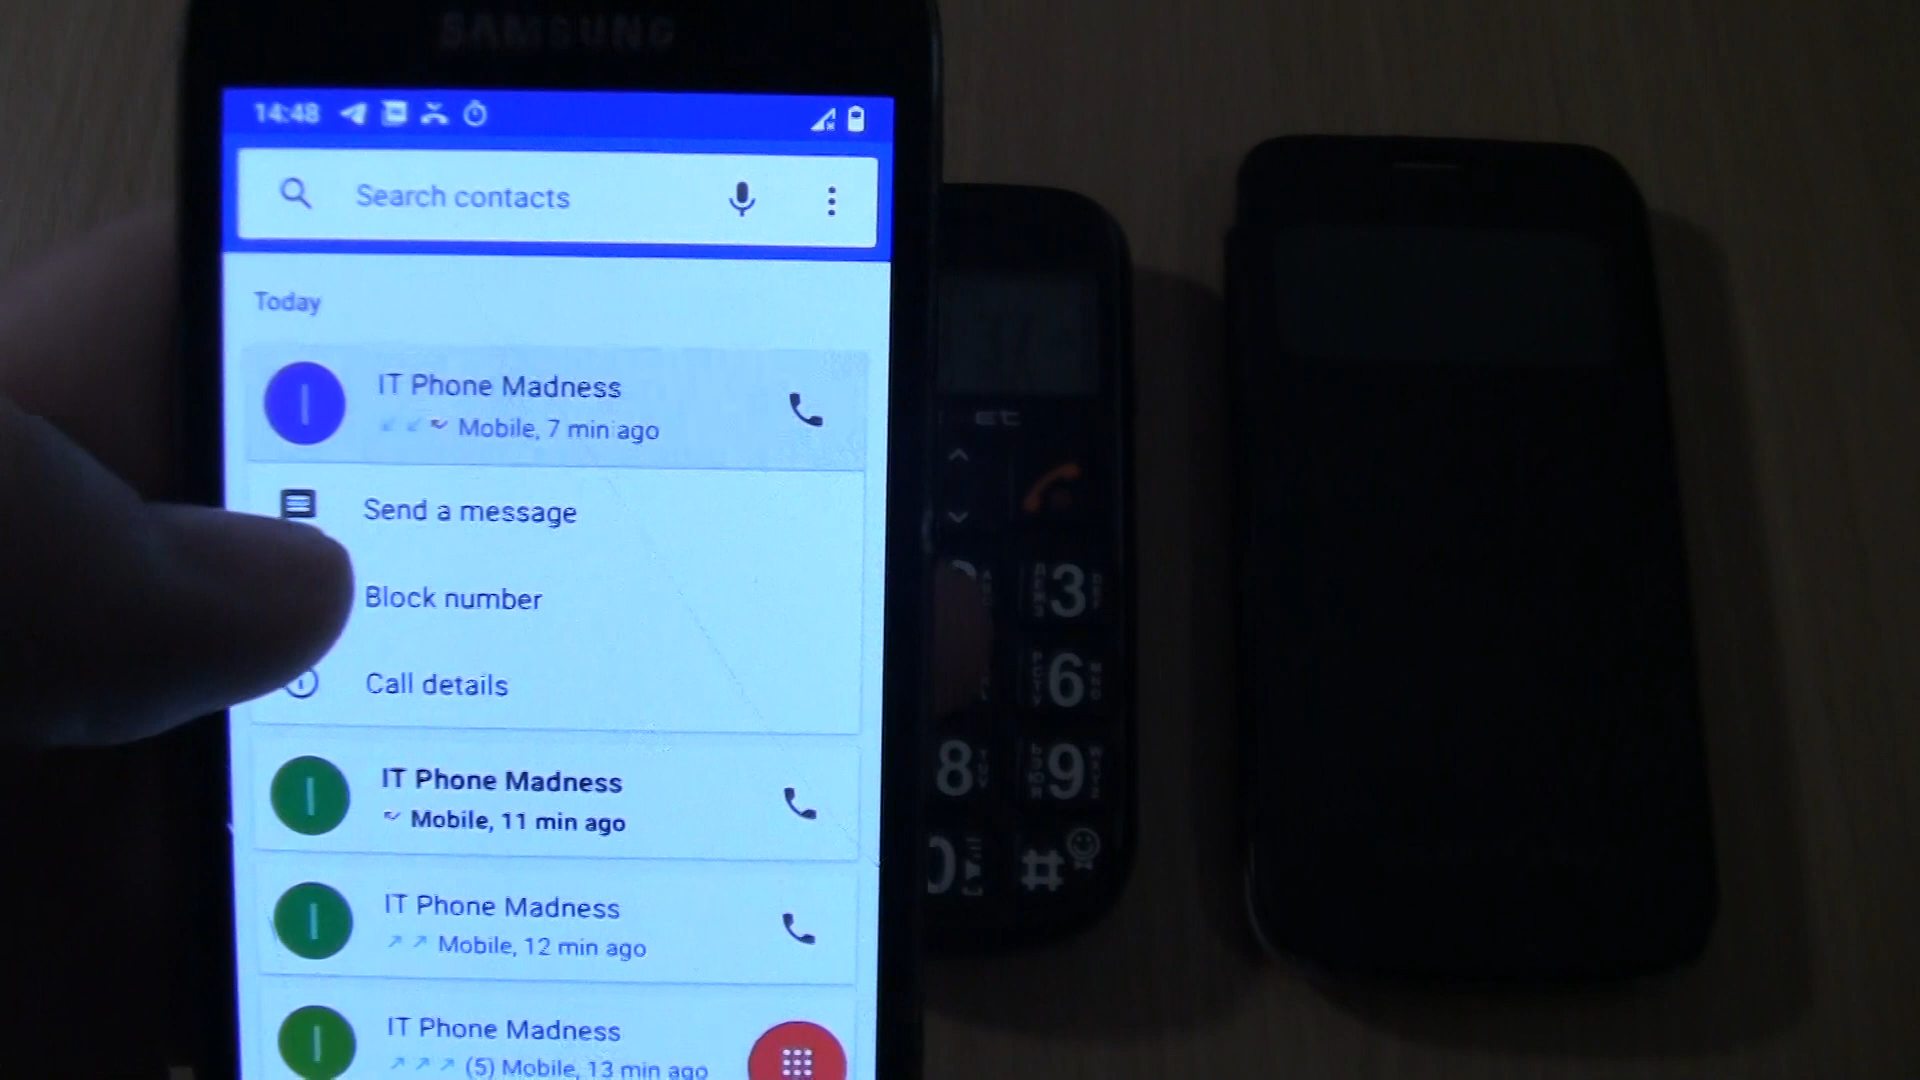 SAMSUNG
14:48
Search contacts
Today
IT Phone Madness
Mobile, 7 min ago
Send a message
Block number
Call details
IT Phone Madness
Mobile, 11 min ago
IT Phone Madness
Mobile, 12 min ago
IT Phone Madness
(5) Mobile, 13 min ago
3
6
8
9
0
#